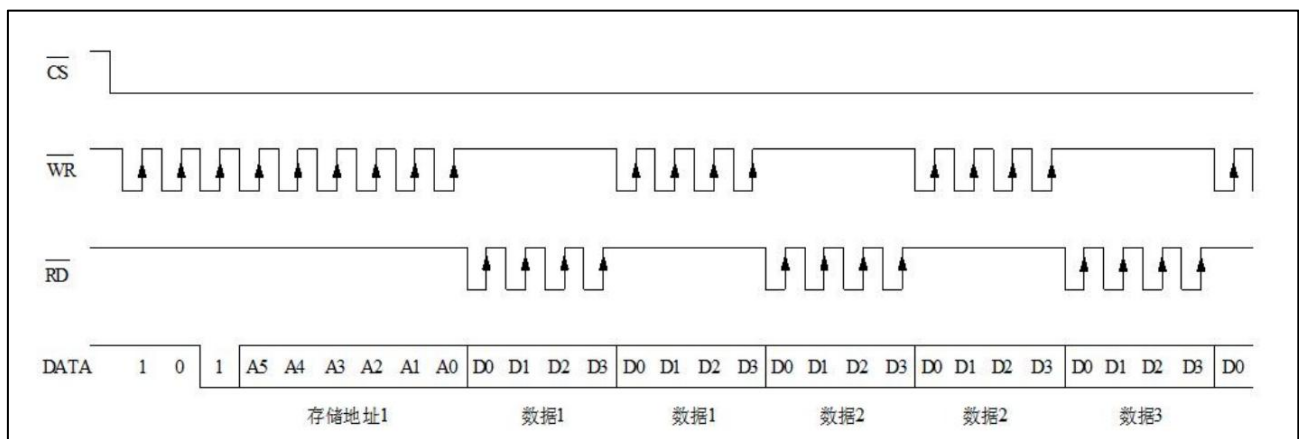 CS
WR
RD
DATA 1 0 1 A5 A4 A3 A2 A1 A0 D0 D1 D2 D3 D0 D1 D2 D3 D0 D1 D2 D3 D0 D1 D2 D3 D0 D1 D2 D3 D0
存储地址1 数据1 数据1 数据2 数据2 数据3